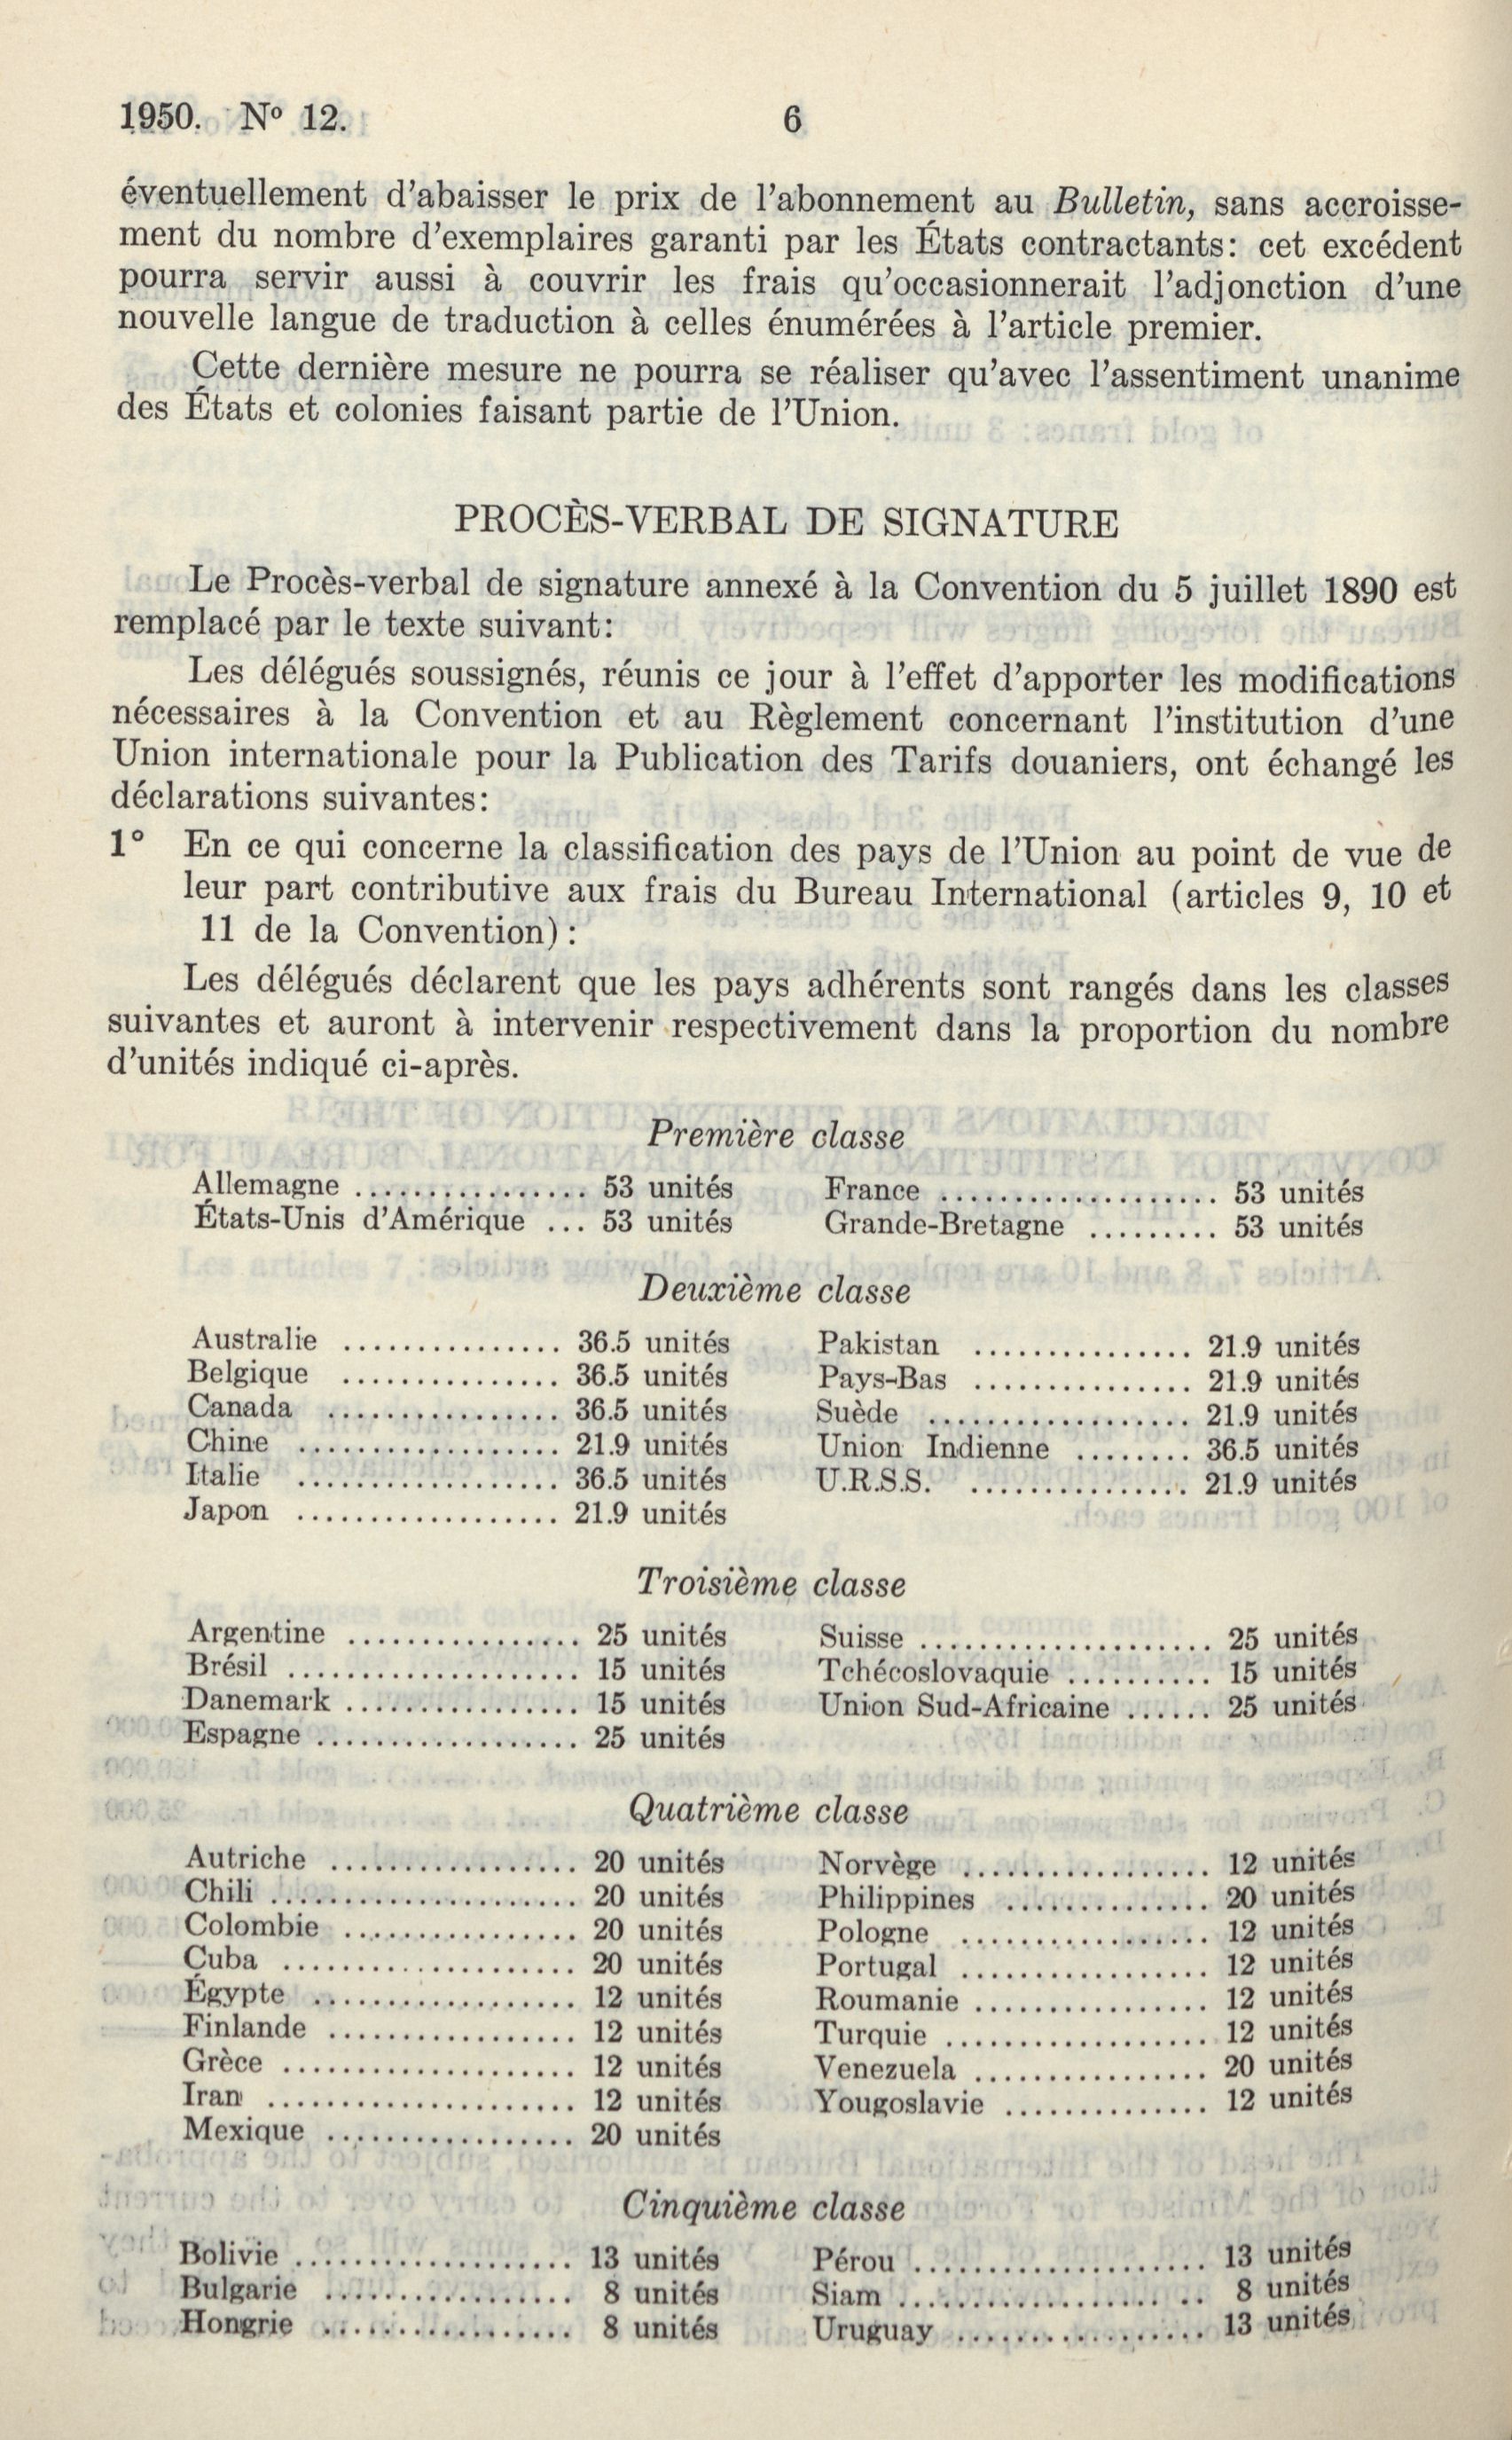 1950. Nº 12.
6
éventuellement d'abaisser le prix de l'abonnement au Bulletin, sans accroisse-
ment du nombre d'exemplaires garanti par les États contractants: cet excédent
pourra servir aussi à couvrir les frais qu'occasionnerait l'adjonction d'une
nouvelle langue de traduction à celles énumérées à l'article premier.
Cette dernière mesure ne pourra se réaliser qu'avec l'assentiment unanime
des États et colonies faisant partie de l'Union.
PROCÈS-VERBAL DE SIGNATURE
Le Procès-verbal de signature annexé à la Convention du 5 juillet 1890 est
remplacé par le texte suivant:
Les délégués soussignés, réunis ce jour à l'effet d'apporter les modifications
nécessaires à la Convention et au Règlement concernant l'institution d'une
Union internationale pour la Publication des Tarifs douaniers, ont échangé les
déclarations suivantes:
1° En ce qui concerne la classification des pays de l'Union au point de vue de
leur part contributive aux frais du Bureau International (articles 9, 10 et
11 de la Convention):
Les délégués déclarent que les pays adhérents sont rangés dans les classes
suivantes et auront à intervenir respectivement dans la proportion du nombre
d'unités indiqué ci-après.
Première classe
Allemagne ................ 53 unités
États-Unis d'Amérique ... 53 unités
France ................... 53 unités
Grande-Bretagne ......... 53 unités
Deuxième classe
Australie ............... 36.5 unités
Belgique ............... 36.5 unités
Canada ................ 36.5 unités
Chine .................. 21.9 unités
Italie .................. 36.5 unités
Japon .................. 21.9 unités
Pakistan ............... 21.9 unités
Pays-Bas ............... 21.9 unités
Suède .................. 21.9 unités
Union Indienne ........ 36.5 unités
U.R.S.S. ............... 21.9 unités
Troisième classe
Argentine ................ 25 unités
Brésil .................... 15 unités
Danemark ................ 15 unités
Espagne .................. 25 unités
Suisse .................... 25 unités
Tchécoslovaquie .......... 15 unités
Union Sud-Africaine ...... 25 unités
Quatrième classe
Autriche ................. 20 unités
Chili ..................... 20 unités
Colombie ................ 20 unités
Cuba .................... 20 unités
Égypte .................. 12 unités
Finlande ................. 12 unités
Grèce .................... 12 unités
Iran ..................... 12 unités
Mexique ................. 20 unités
Norvège ................. 12 unités
Philippines .............. 20 unités
Pologne ................. 12 unités
Portugal ................. 12 unités
Roumanie ................ 12 unités
Turquie .................. 12 unités
Venezuela ................ 20 unités
Yougoslavie .............. 12 unités
Cinquième classe
Bolivie ................... 13 unités
Bulgarie ................. 8 unités
Hongrie ................. 8 unités
Pérou .................... 13 unités
Siam .................... 8 unités
Uruguay ................. 13 unités